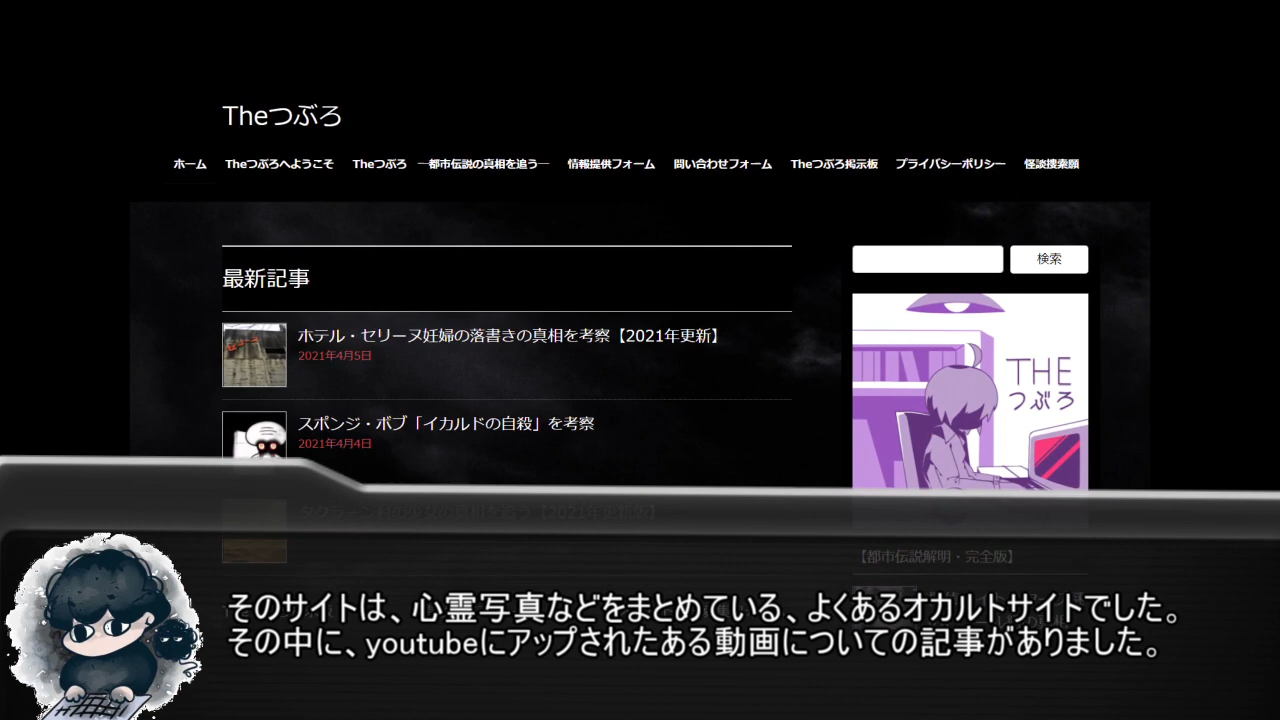 Theつぶろ
ホーム Theつぶろへようこそ Theつぶろ ―都市伝説の真相を追う― 情報提供フォーム 問い合わせフォーム Theつぶろ掲示板 プライバシーポリシー 怪談捜索願
検索
最新記事
ホテル・セリーヌ妊婦の落書きの真相を考察【2021年更新】
2021年4月5日
スポンジ・ボブ「イカルドの自殺」を考察
2021年4月4日
THE
つぶろ
【都市伝説解明・完全版】
そのサイトは、心霊写真などをまとめている、よくあるオカルトサイトでした。
その中に、youtubeにアップされたある動画についての記事がありました。